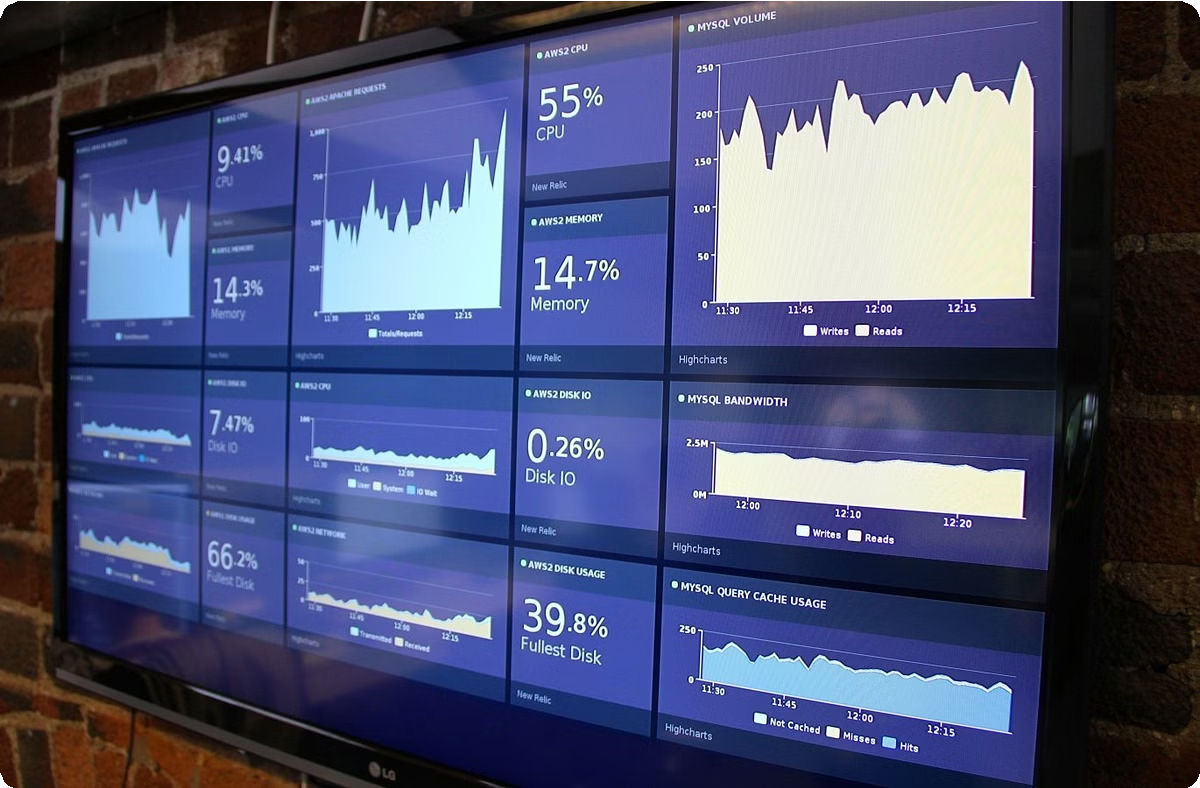 AWS2 APACHE REQUESTS
1,000
750
500
250
0
11:30 11:45 12:00 12:15
Totals/Requests
Highcharts
AWS2 CPU
55%
CPU
New Relic
MYSQL VOLUME
250
200
150
100
50
0
11:30 11:45 12:00 12:15
Writes Reads
Highcharts
9.41%
CPU
AWS1 MEMORY
14.3%
Memory
New Relic
AWS2 MEMORY
14.7%
Memory
New Relic
AWS1 DISK IO
7.47%
Disk IO
AWS2 CPU
100
0
11:30 11:45 12:00 12:15
User System IO Wait
Highcharts
AWS2 DISK IO
0.26%
Disk IO
New Relic
MYSQL BANDWIDTH
2.5M
0M
12:00 12:10 12:20
Writes Reads
Highcharts
AWS1 DISK USAGE
66.2%
Fullest Disk
AWS2 NETWORK
50
25
0
11:30 11:45 12:00 12:15
Transmitted Received
Highcharts
AWS2 DISK USAGE
39.8%
Fullest Disk
New Relic
MYSQL QUERY CACHE USAGE
250
0
11:30 11:45 12:00 12:15
Not Cached Misses Hits
Highcharts
LG